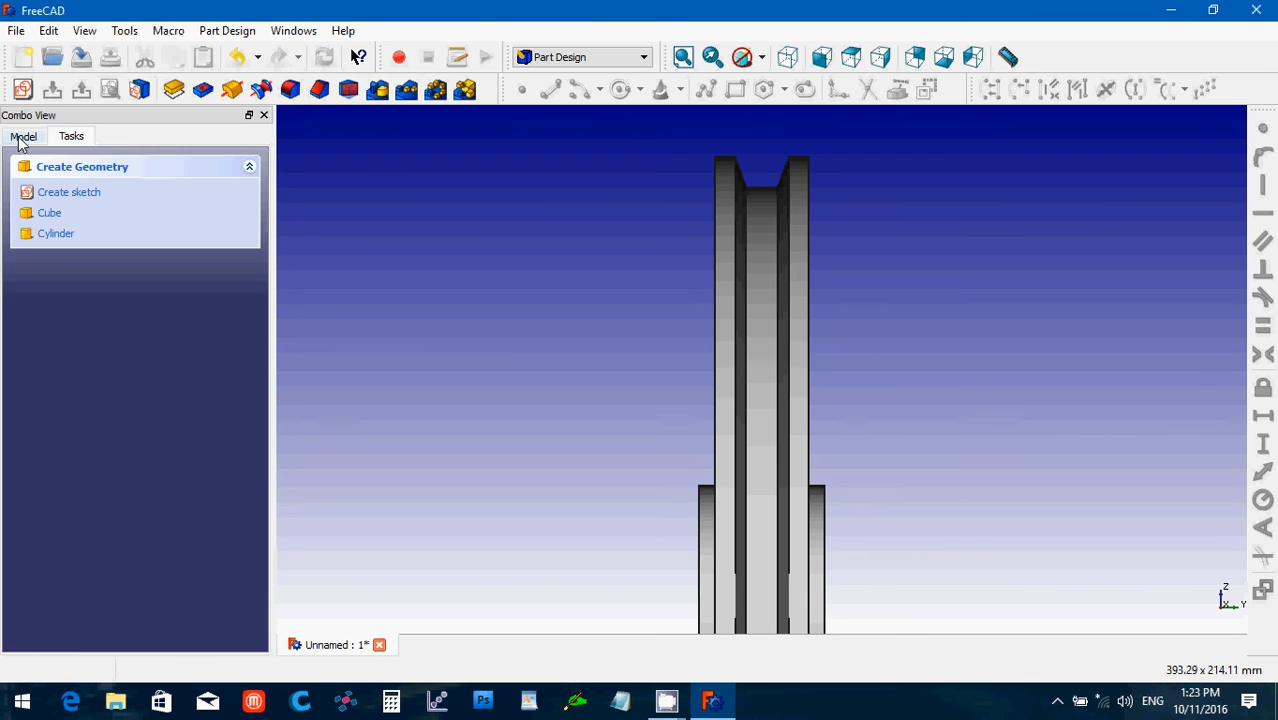 FreeCAD
File Edit View Tools Macro Part Design Windows Help
Part Design
Combo View
Model Tasks
Create Geometry
Create sketch
Cube
Cylinder
Z
X Y
Unnamed : 1*
393.29 x 214.11 mm
ENG
1:23 PM
10/11/2016